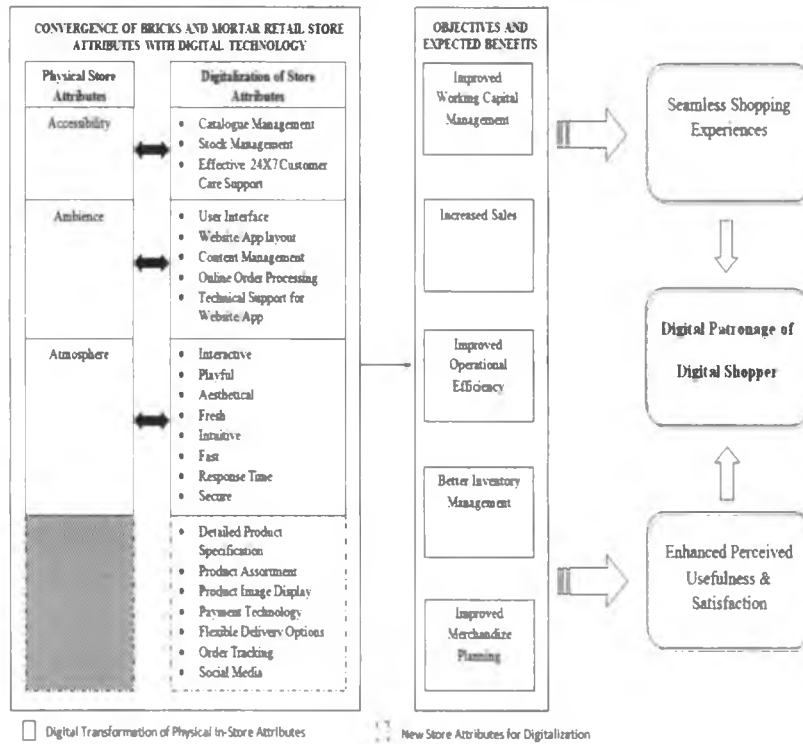 CONVERGENCE OF BRICKS AND MORTAR RETAIL STORE
ATTRIBUTES WITH DIGITAL TECHNOLOGY
Physical Store
Attributes
Digitalization of Store
Attributes
Accessibility
• Catalogue Management
• Stock Management
• Effective 24X7 Customer
Care Support
Ambience
• User Interface
• Website App layout
• Content Management
• Online Order Processing
• Technical Support for
Website App
Atmosphere
• Interactive
• Playful
• Aesthetical
• Fresh
• Intuitive
• Fast
• Response Time
• Secure
• Detailed Product
Specification
• Product Assortment
• Product Image Display
• Payment Technology
• Flexible Delivery Options
• Order Tracking
• Social Media
OBJECTIVES AND
EXPECTED BENEFITS
Improved
Working Capital
Management
Increased Sales
Improved
Operational
Efficiency
Better Inventory
Management
Improved
Merchandize
Planning
Seamless Shopping
Experiences
Digital Patronage of
Digital Shopper
Enhanced Perceived
Usefulness &
Satisfaction
Digital Transformation of Physical In-Store Attributes
New Store Attributes for Digitalization